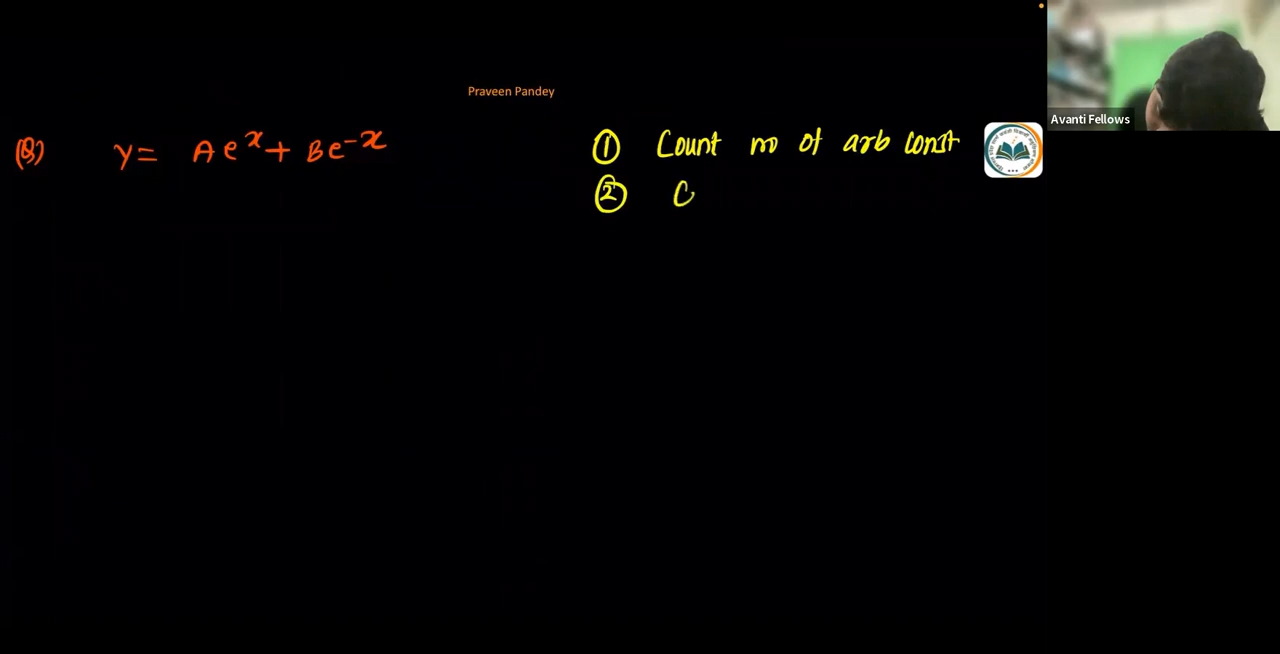 Praveen Pandey
Avanti Fellows
(Q) y = Ae^x + Be^-x
① Count no of arb const
② C